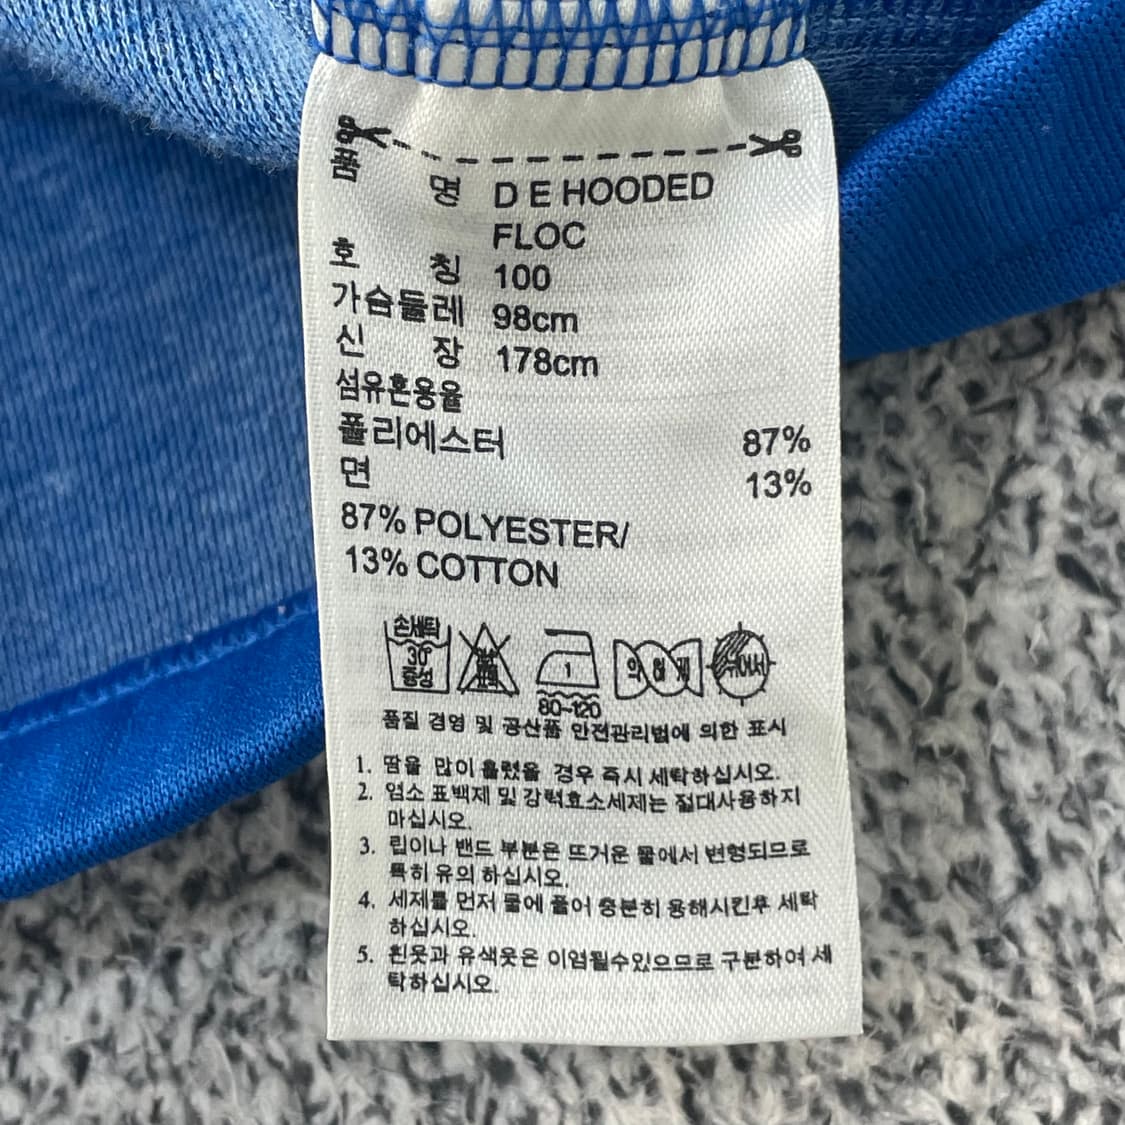 품 명 D E HOODED
FLOC
호 칭 100
가슴둘레 98cm
신 장 178cm
섬유혼용율
폴리에스터 87%
면 13%
87% POLYESTER/
13% COTTON
손세탁
30°
중성
1
80~120
약하게
뉘어서
품질 경영 및 공산품 안전관리법에 의한 표시
1. 땀을 많이 흘렸을 경우 즉시 세탁하십시오.
2. 염소 표백제 및 강력효소세제는 절대사용하지
마십시오.
3. 립이나 밴드 부분은 뜨거운 물에서 변형되므로
특히 유의 하십시오.
4. 세제를 먼저 물에 풀어 충분히 용해시킨후 세탁
하십시오.
5. 흰옷과 유색옷은 이염될수있으므로 구분하여 세
탁하십시오.